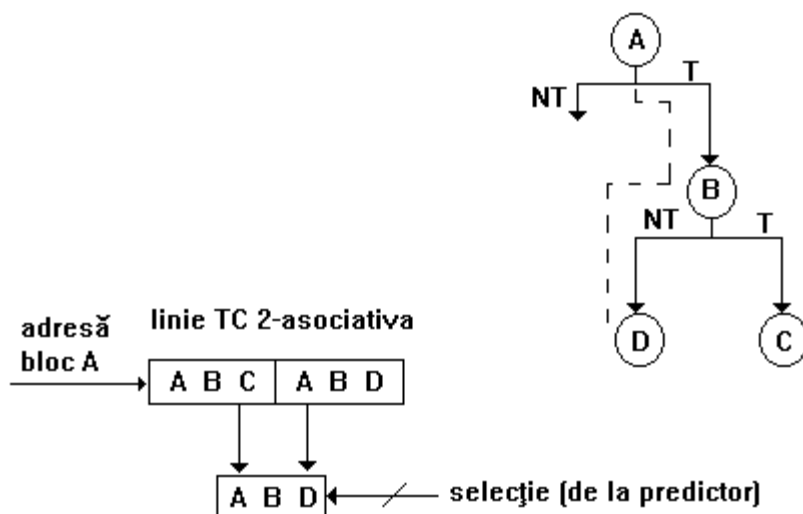 A
NT T
B
NT T
D C
adresă
bloc A
linie TC 2-asociativa
A B C A B D
A B D
selecţie (de la predictor)